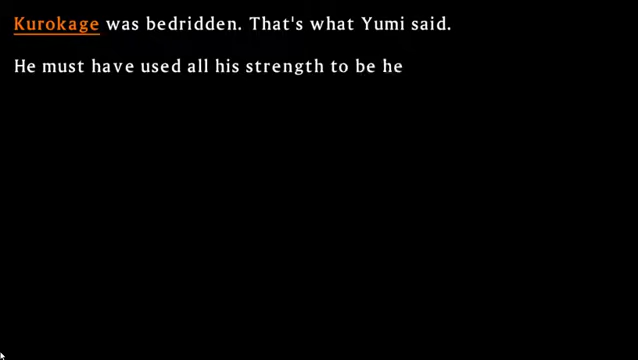 Kurokage was bedridden. That's what Yumi said.
He must have used all his strength to be he